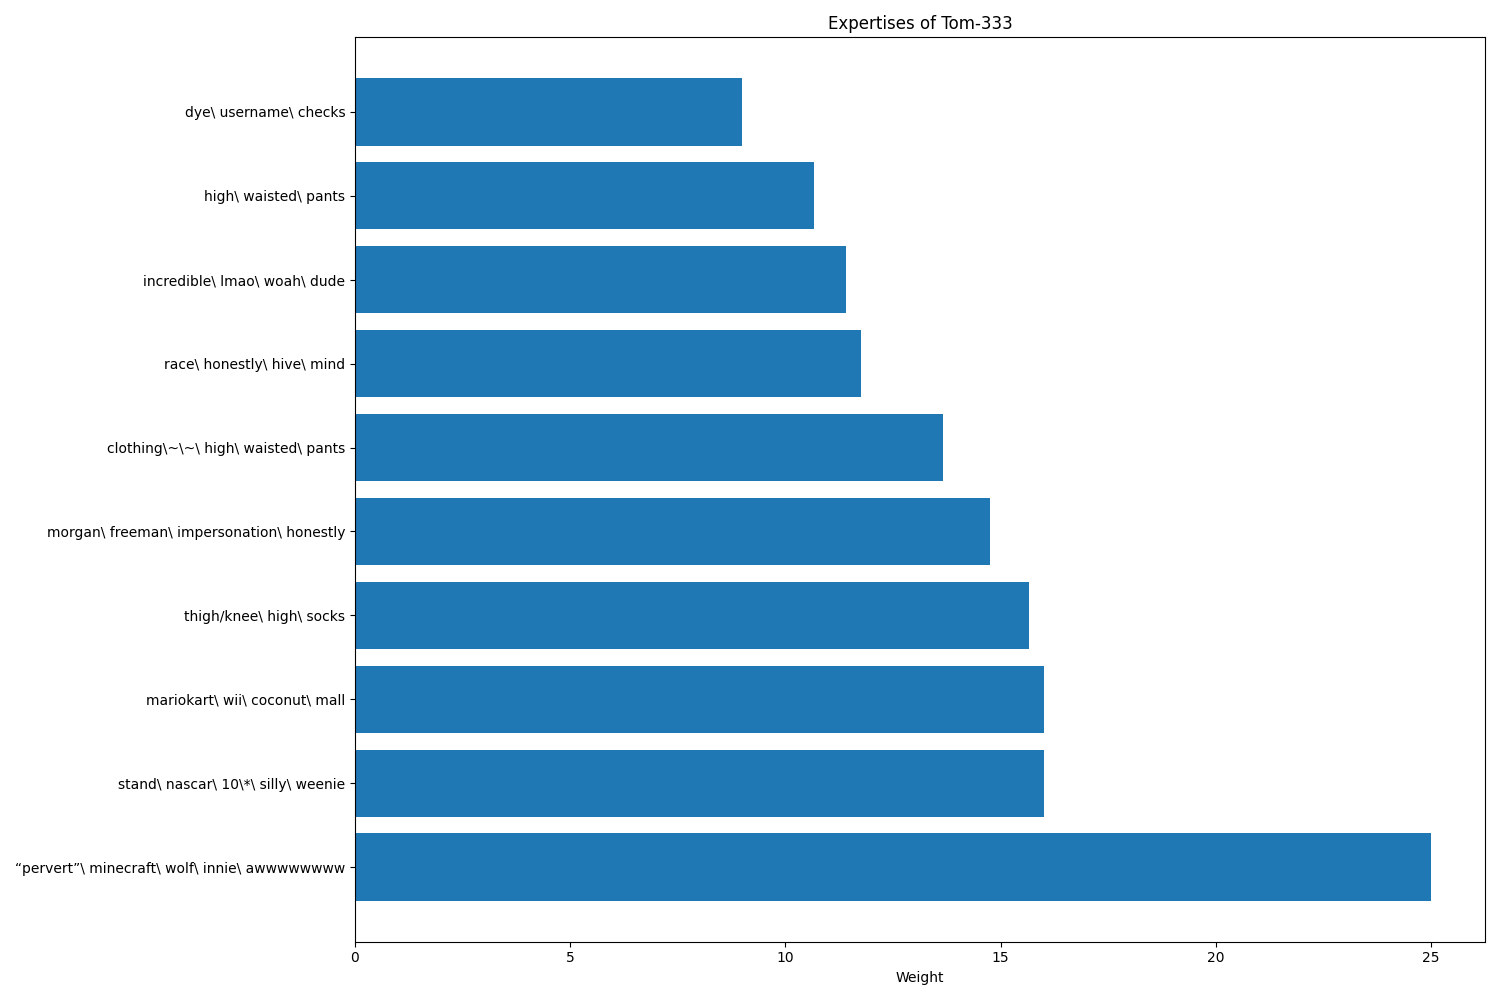 Expertises of Tom-333
dye\ username\ checks
high\ waisted\ pants
incredible\ lmao\ woah\ dude
race\ honestly\ hive\ mind
clothing\~\~\ high\ waisted\ pants
morgan\ freeman\ impersonation\ honestly
thigh/knee\ high\ socks
mariokart\ wii\ coconut\ mall
stand\ nascar\ 10\*\ silly\ weenie
“pervert”\ minecraft\ wolf\ innie\ awwwwwwww
0 5 10 15 20 25
Weight